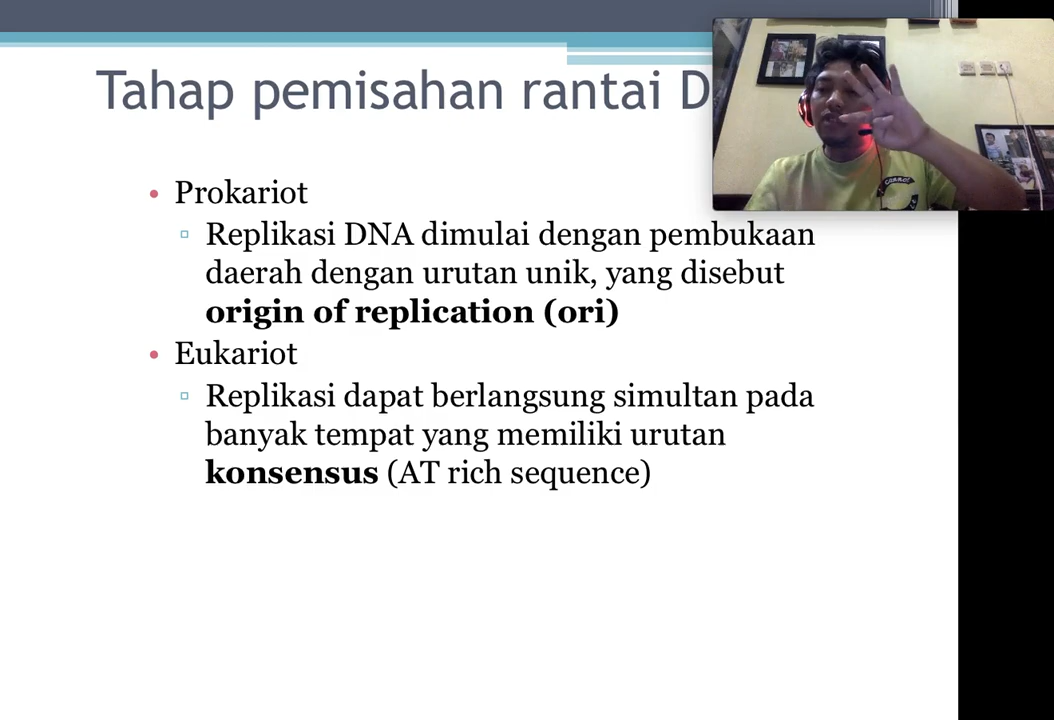 Tahap pemisahan rantai D
Prokariot
Replikasi DNA dimulai dengan pembukaan
daerah dengan urutan unik, yang disebut
origin of replication (ori)
Eukariot
Replikasi dapat berlangsung simultan pada
banyak tempat yang memiliki urutan
konsensus (AT rich sequence)